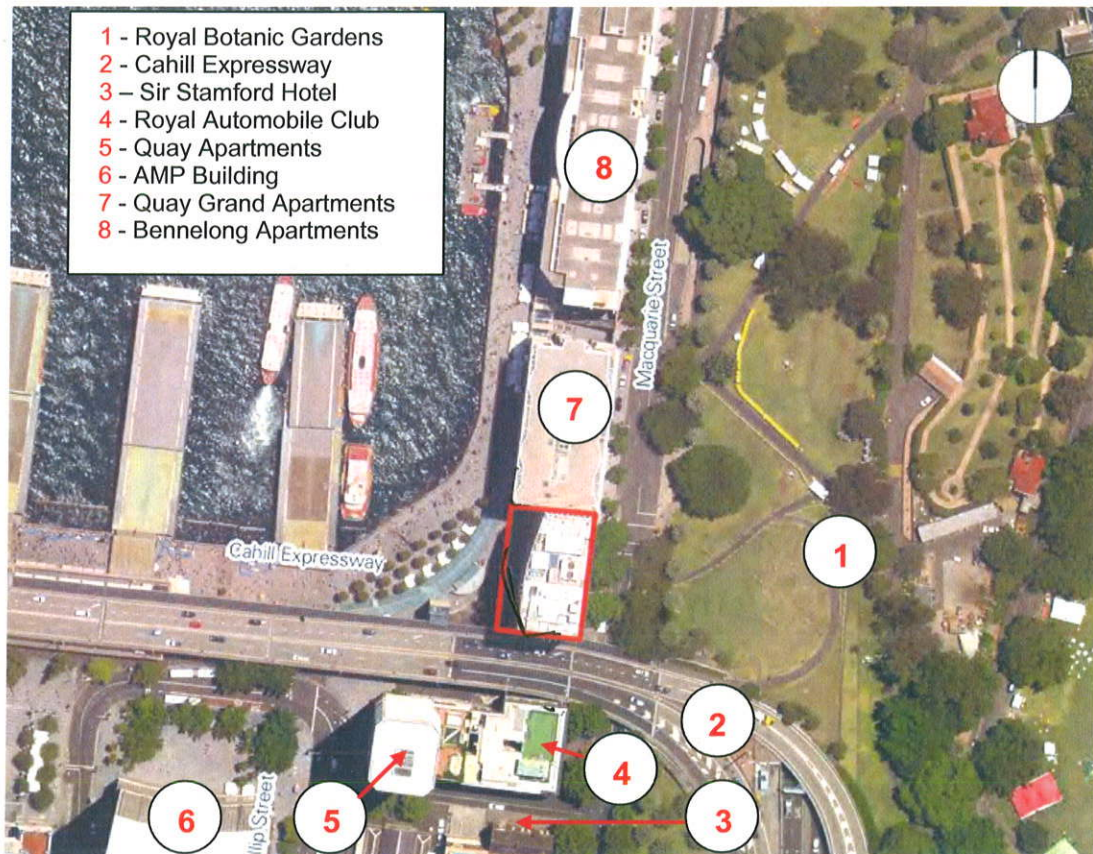 1 - Royal Botanic Gardens
2 - Cahill Expressway
3 – Sir Stamford Hotel
4 - Royal Automobile Club
5 - Quay Apartments
6 - AMP Building
7 - Quay Grand Apartments
8 - Bennelong Apartments
8
Macquarie Street
7
1
Cahill Expressway
2
4
6
llip Street
5
3